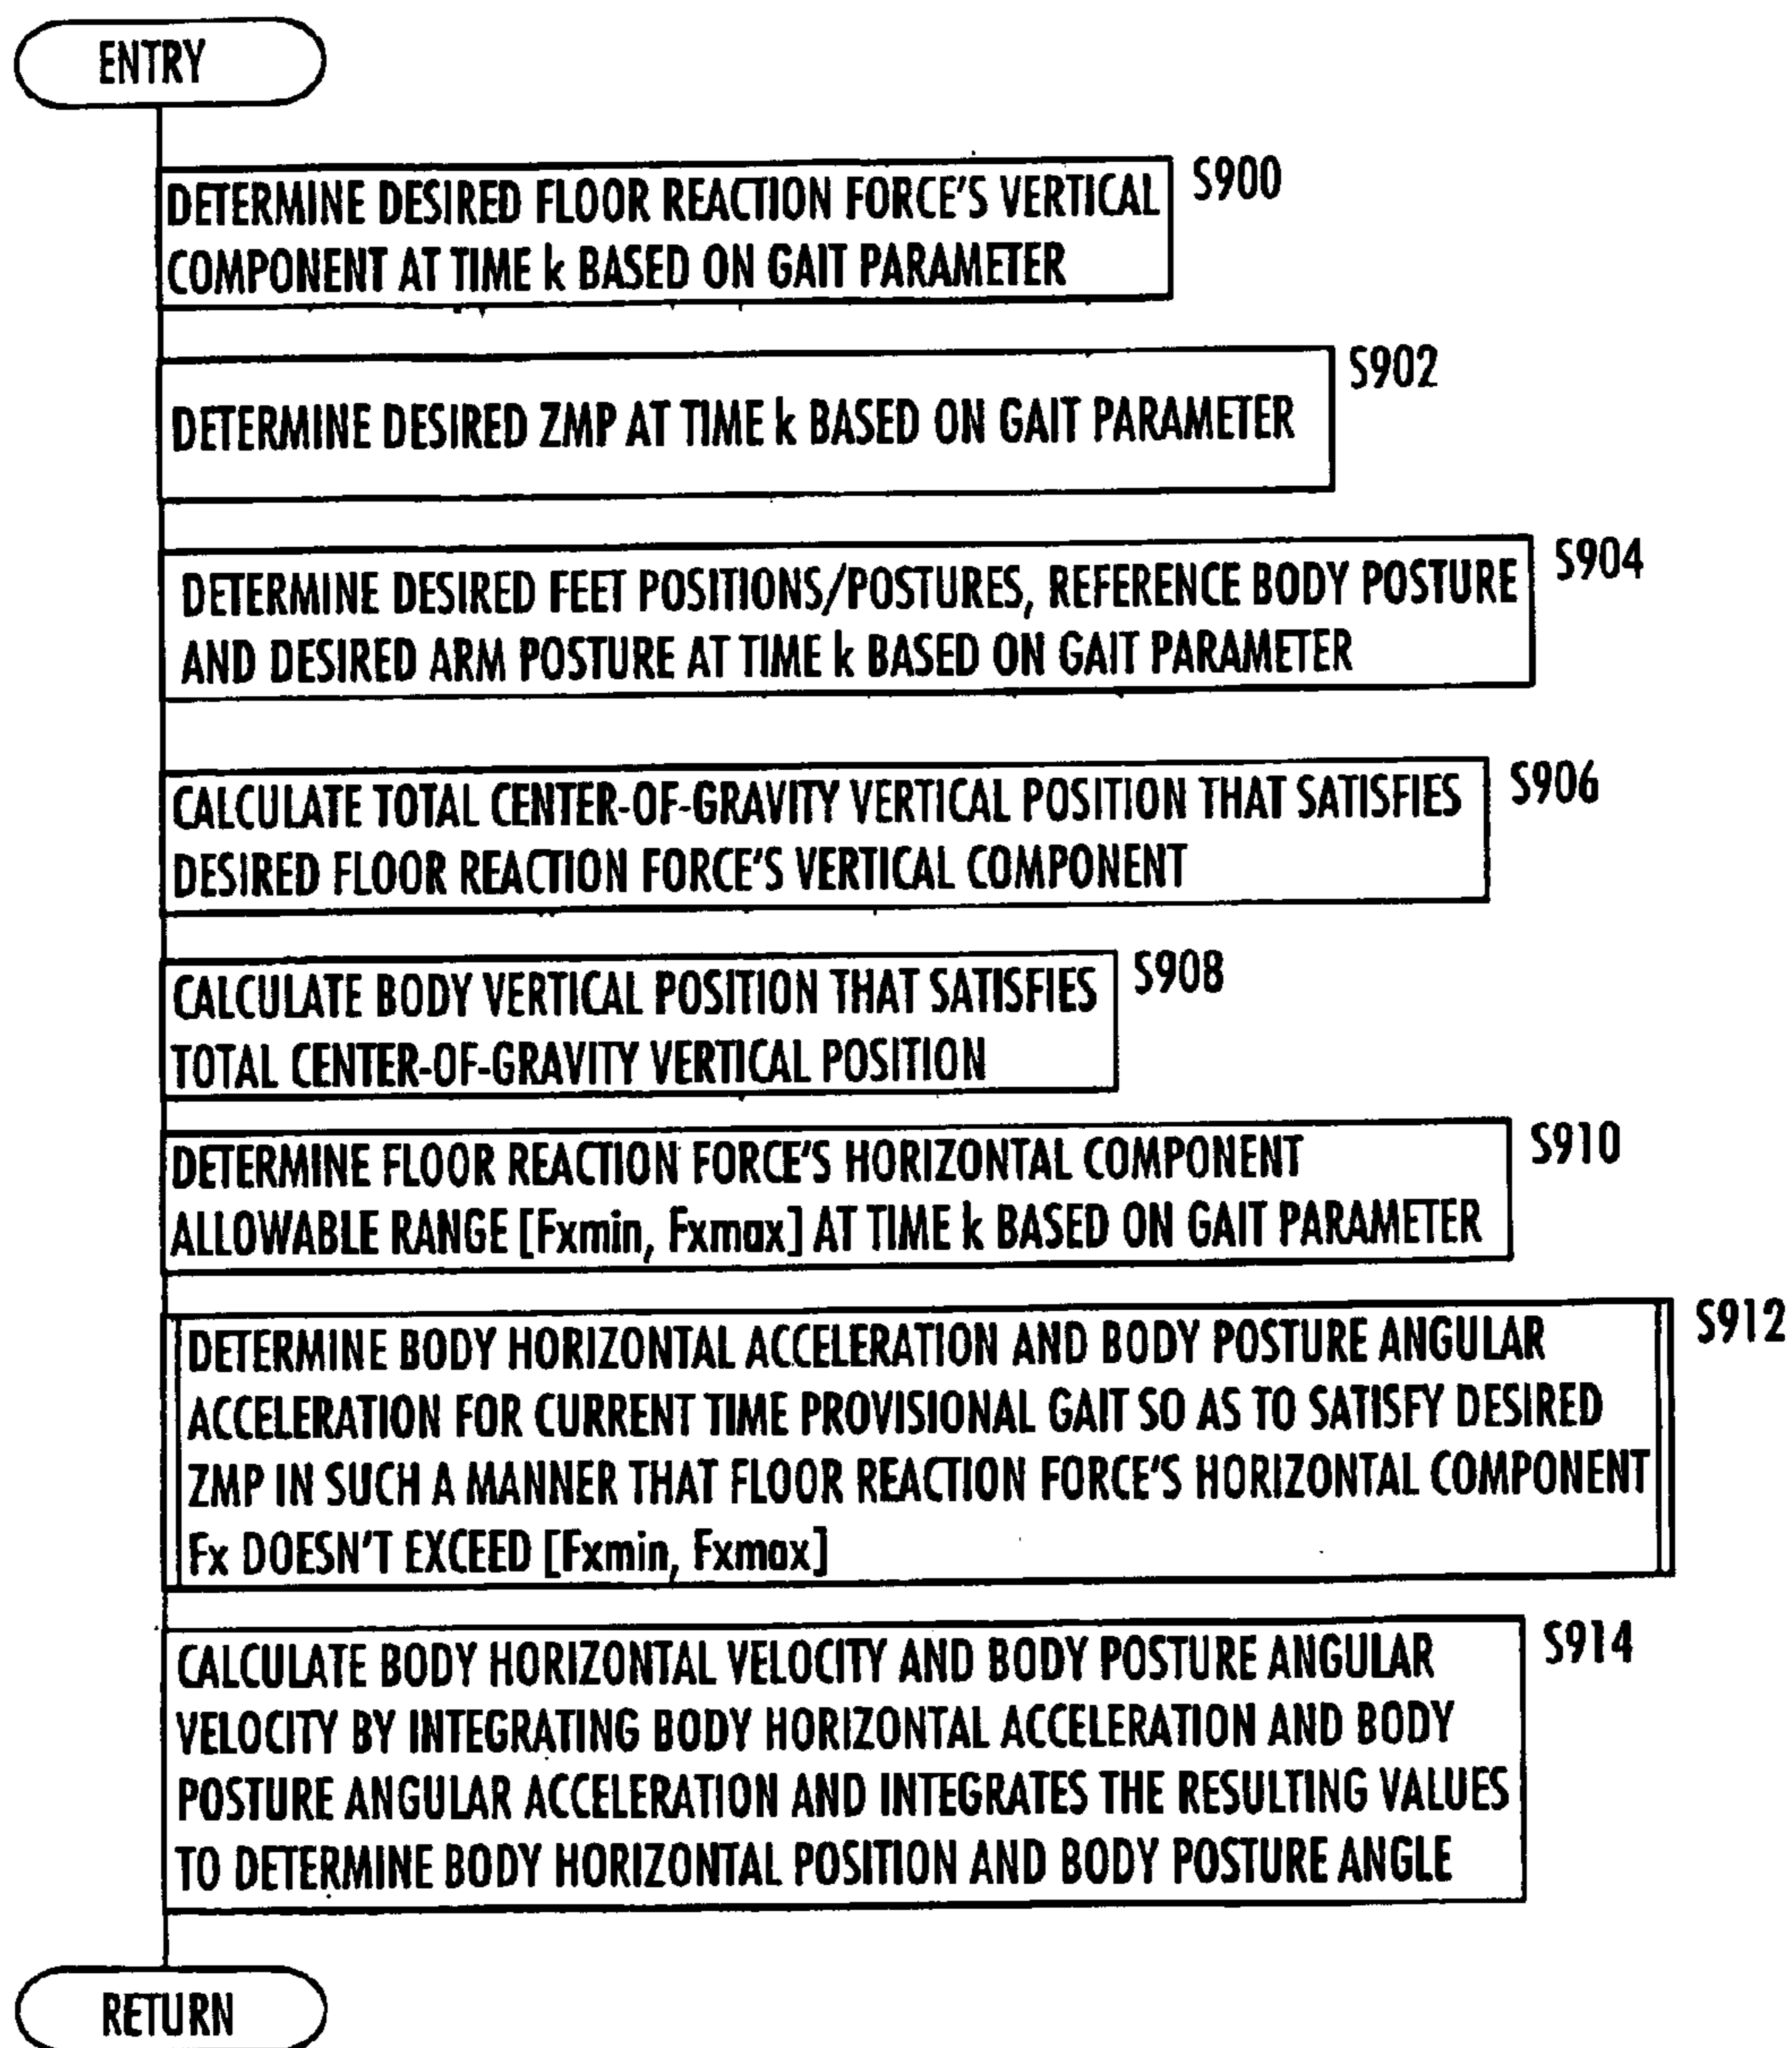 ENTRY
DETERMINE DESIRED FLOOR REACTION FORCE'S VERTICAL
COMPONENT AT TIME k BASED ON GAIT PARAMETER
S900
DETERMINE DESIRED ZMP AT TIME k BASED ON GAIT PARAMETER
S902
DETERMINE DESIRED FEET POSITIONS/POSTURES, REFERENCE BODY POSTURE
AND DESIRED ARM POSTURE AT TIME k BASED ON GAIT PARAMETER
S904
CALCULATE TOTAL CENTER-OF-GRAVITY VERTICAL POSITION THAT SATISFIES
DESIRED FLOOR REACTION FORCE'S VERTICAL COMPONENT
S906
CALCULATE BODY VERTICAL POSITION THAT SATISFIES
TOTAL CENTER-OF-GRAVITY VERTICAL POSITION
S908
DETERMINE FLOOR REACTION FORCE'S HORIZONTAL COMPONENT
ALLOWABLE RANGE [Fxmin, Fxmax] AT TIME k BASED ON GAIT PARAMETER
S910
DETERMINE BODY HORIZONTAL ACCELERATION AND BODY POSTURE ANGULAR
ACCELERATION FOR CURRENT TIME PROVISIONAL GAIT SO AS TO SATISFY DESIRED
ZMP IN SUCH A MANNER THAT FLOOR REACTION FORCE'S HORIZONTAL COMPONENT
Fx DOESN'T EXCEED [Fxmin, Fxmax]
S912
CALCULATE BODY HORIZONTAL VELOCITY AND BODY POSTURE ANGULAR
VELOCITY BY INTEGRATING BODY HORIZONTAL ACCELERATION AND BODY
POSTURE ANGULAR ACCELERATION AND INTEGRATES THE RESULTING VALUES
TO DETERMINE BODY HORIZONTAL POSITION AND BODY POSTURE ANGLE
S914
RETURN